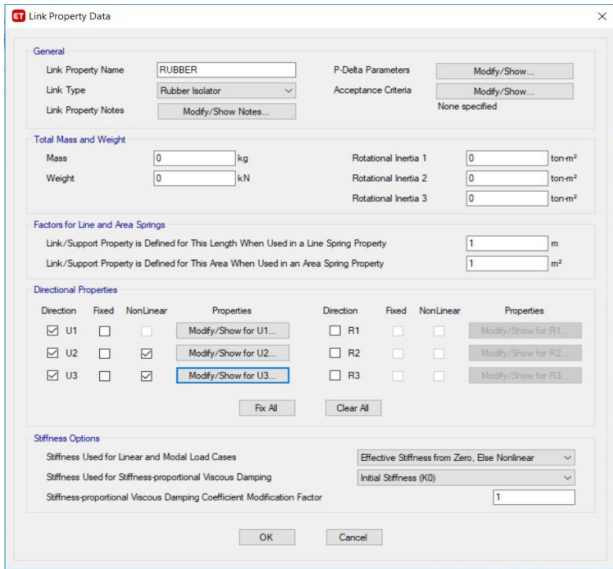 ET Link Property Data
General
Link Property Name RUBBER P-Delta Parameters Modify/Show...
Link Type Rubber Isolator Acceptance Criteria Modify/Show...
Link Property Notes Modify/Show Notes... None specified
Total Mass and Weight
Mass 0 kg Rotational Inertia 1 0 ton-m²
Weight 0 kN Rotational Inertia 2 0 ton-m²
Rotational Inertia 3 0 ton-m²
Factors for Line and Area Springs
Link/Support Property is Defined for This Length When Used in a Line Spring Property 1 m
Link/Support Property is Defined for This Area When Used in an Area Spring Property 1 m²
Directional Properties
Direction Fixed NonLinear Properties Direction Fixed NonLinear Properties
U1 Modify/Show for U1... R1 Modify/Show for R1...
U2 Modify/Show for U2... R2 Modify/Show for R2...
U3 Modify/Show for U3... R3 Modify/Show for R3...
Fix All Clear All
Stiffness Options
Stiffness Used for Linear and Modal Load Cases Effective Stiffness from Zero, Else Nonlinear
Stiffness Used for Stiffness-proportional Viscous Damping Initial Stiffness (K0)
Stiffness-proportional Viscous Damping Coefficient Modification Factor 1
OK Cancel